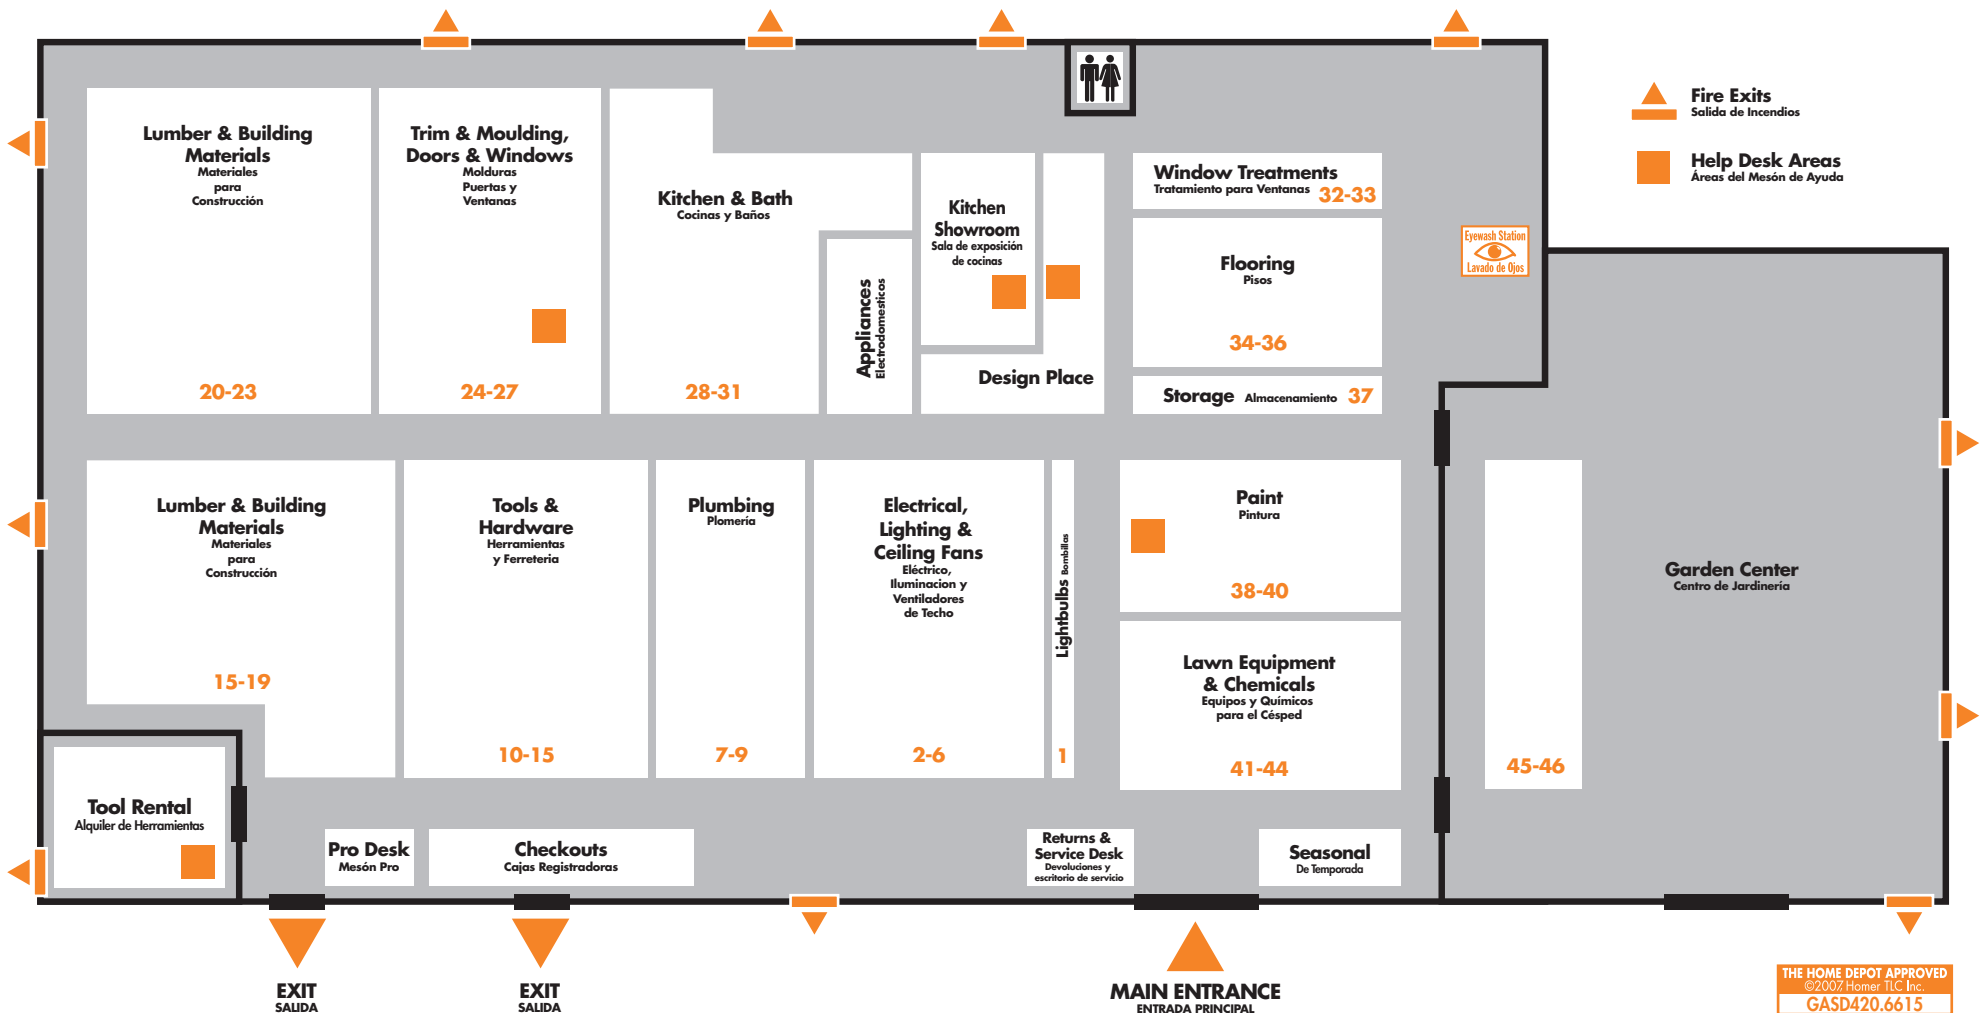 Fire Exits
Salida de Incendios
Help Desk Areas
Áreas del Mesón de Ayuda
Lumber & Building
Materials
Materiales
para
Construcción
20-23
Trim & Moulding,
Doors & Windows
Molduras
Puertas y
Ventanas
24-27
Kitchen & Bath
Cocinas y Baños
28-31
Appliances
Electrodomesticos
Kitchen
Showroom
Sala de exposición
de cocinas
Design Place
Window Treatments
Tratamiento para Ventanas 32-33
Flooring
Pisos
34-36
Storage Almacenamiento 37
Eyewash Station
Lavado de Ojos
Lumber & Building
Materials
Materiales
para
Construcción
15-19
Tools &
Hardware
Herramientas
y Ferreteria
10-15
Plumbing
Plomería
7-9
Electrical,
Lighting &
Ceiling Fans
Eléctrico,
Iluminacion y
Ventiladores
de Techo
2-6
Lightbulbs Bombillas
1
Paint
Pintura
38-40
Lawn Equipment
& Chemicals
Equipos y Químicos
para el Césped
41-44
45-46
Garden Center
Centro de Jardinería
Tool Rental
Alquiler de Herramientas
Pro Desk
Mesón Pro
Checkouts
Cajas Registradoras
Returns &
Service Desk
Devoluciones y
escritorio de servicio
Seasonal
De Temporada
EXIT
SALIDA
EXIT
SALIDA
MAIN ENTRANCE
ENTRADA PRINCIPAL
THE HOME DEPOT APPROVED
©2007 Homer TLC Inc.
GASD420.6615